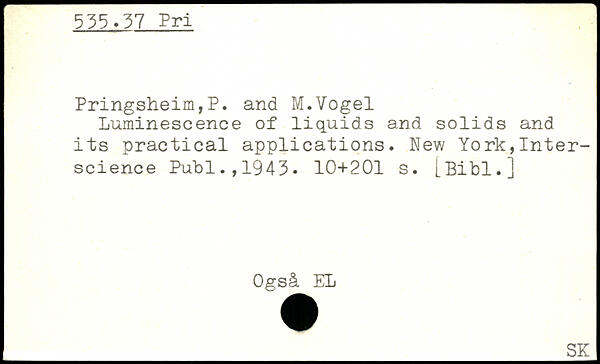 535.37 Pri
Pringsheim,P. and M.Vogel
Luminescence of liquids and solids and
its practical applications. New York,Inter-
science Publ.,1943. 10+201 s. [Bibl.]
Også EL
SK